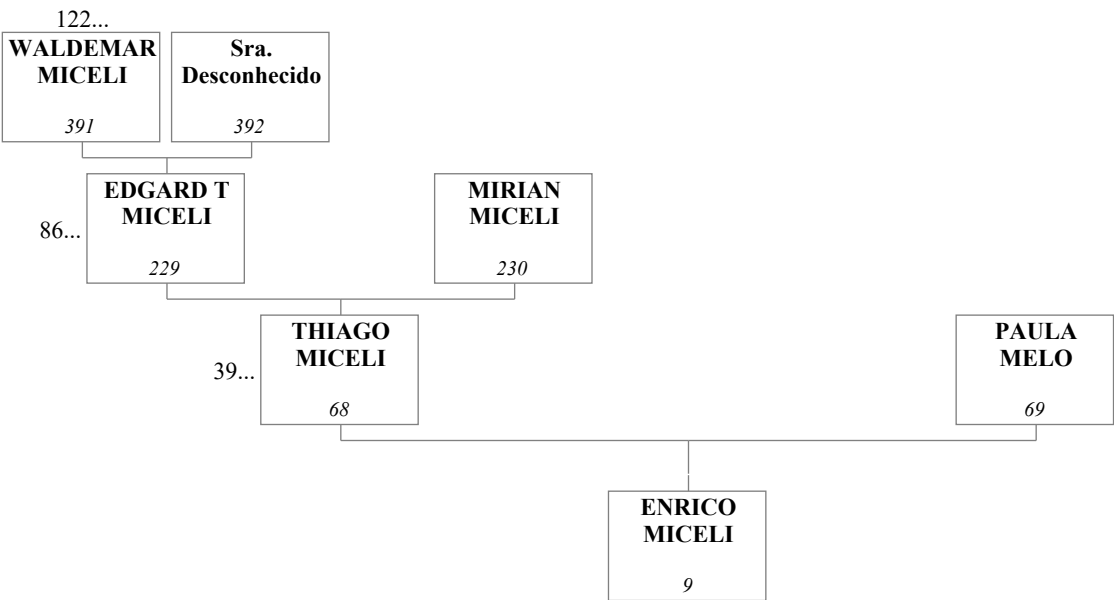 122...
WALDEMAR
MICELI
391
Sra.
Desconhecido
392
86...
EDGARD T
MICELI
229
MIRIAN
MICELI
230
39...
THIAGO
MICELI
68
PAULA
MELO
69
ENRICO
MICELI
9